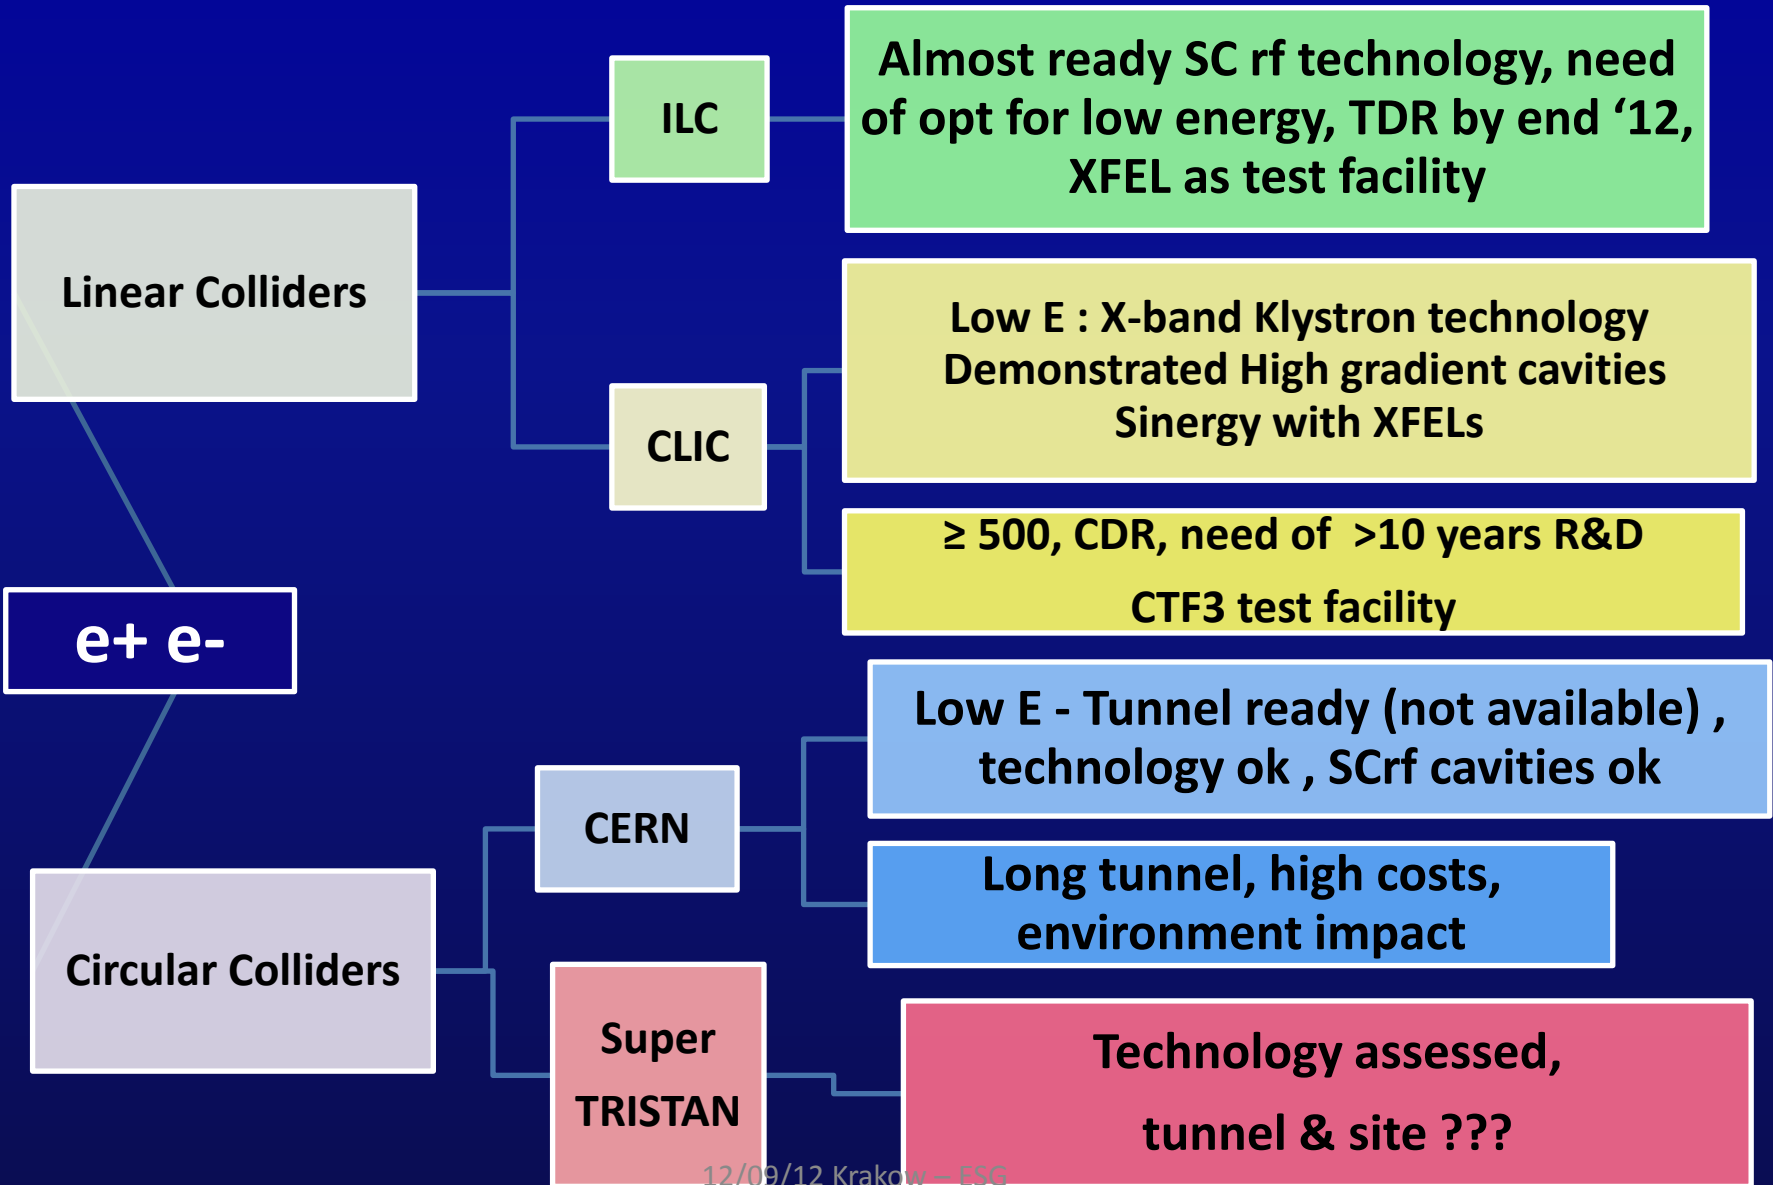 ILC
Almost ready SC rf technology, need
of opt for low energy, TDR by end ‘12,
XFEL as test facility
Linear Colliders
Low E : X-band Klystron technology
Demonstrated High gradient cavities
Sinergy with XFELs
CLIC
≥ 500, CDR, need of >10 years R&D
CTF3 test facility
e+ e-
Low E - Tunnel ready (not available) ,
technology ok , SCrf cavities ok
CERN
Long tunnel, high costs,
environment impact
Circular Colliders
Super
TRISTAN
Technology assessed,
tunnel & site ???
12/09/12 Krakow – ESG